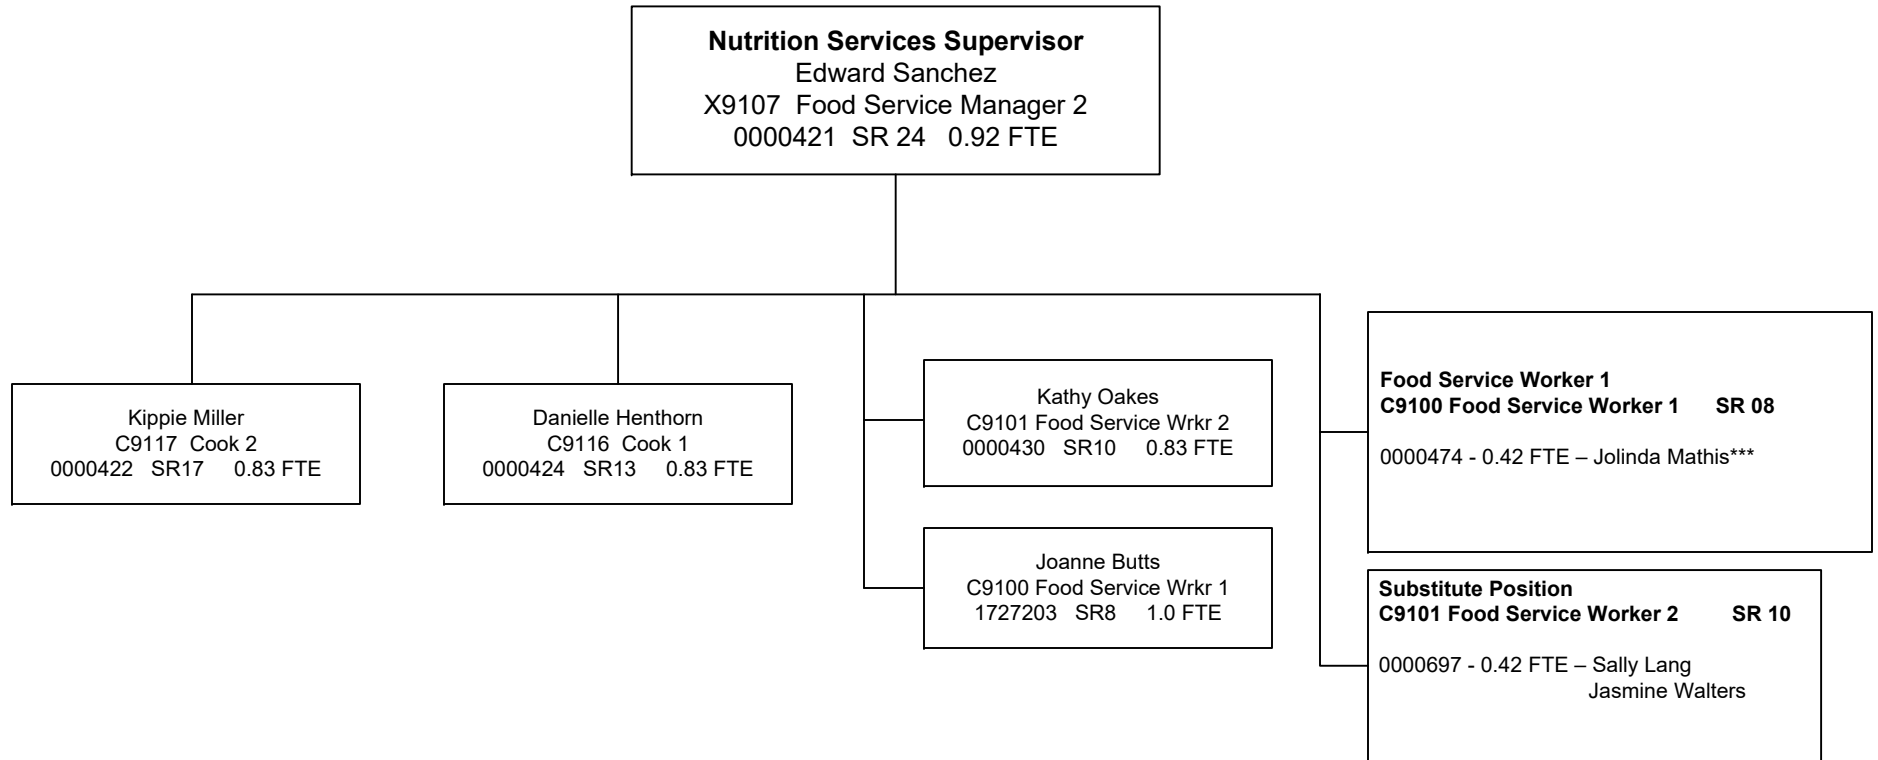 Nutrition Services Supervisor
Edward Sanchez
X9107 Food Service Manager 2
0000421 SR 24 0.92 FTE
Kippie Miller
C9117 Cook 2
0000422 SR17 0.83 FTE
Danielle Henthorn
C9116 Cook 1
0000424 SR13 0.83 FTE
Kathy Oakes
C9101 Food Service Wrkr 2
0000430 SR10 0.83 FTE
Joanne Butts
C9100 Food Service Wrkr 1
1727203 SR8 1.0 FTE
Food Service Worker 1
C9100 Food Service Worker 1 SR 08
0000474 - 0.42 FTE – Jolinda Mathis***
Substitute Position
C9101 Food Service Worker 2 SR 10
0000697 - 0.42 FTE – Sally Lang
Jasmine Walters